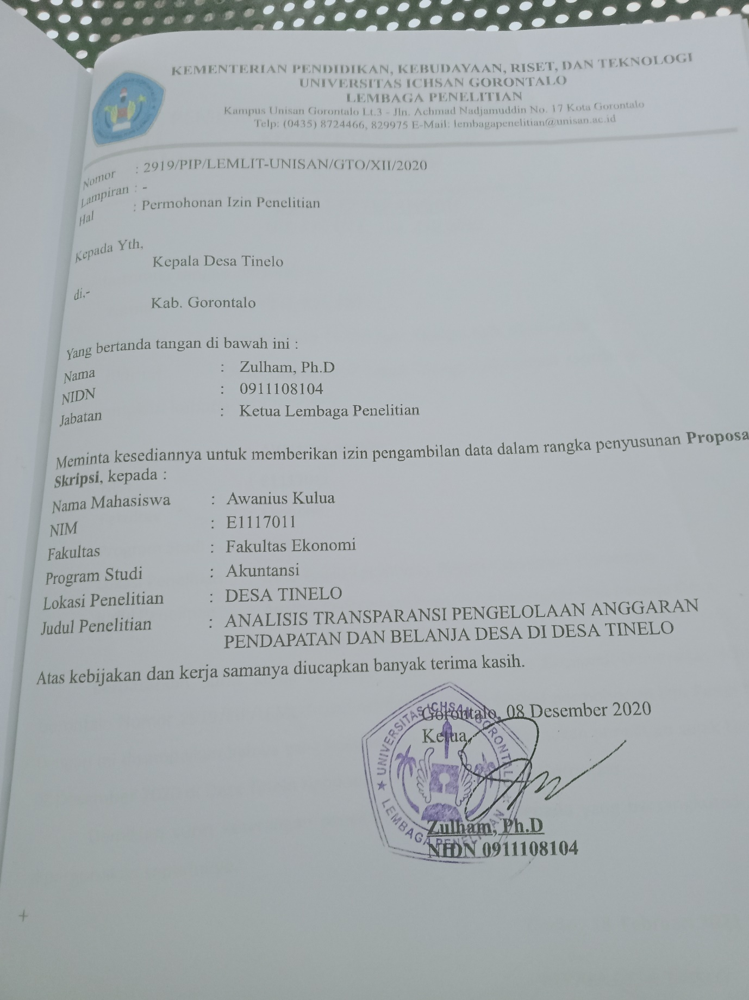 KEMENTERIAN PENDIDIKAN, KEBUDAYAAN, RISET, DAN TEKNOLOGI
UNIVERSITAS ICHSAN GORONTALO
LEMBAGA PENELITIAN
Kampus Unisan Gorontalo Lt.3 - Jln. Achmad Nadjamuddin No. 17 Kota Gorontalo
Telp: (0435) 8724466, 829975 E-Mail: lembagapenelitian@unisan.ac.id
Nomor : 2919/PIP/LEMLIT-UNISAN/GTO/XII/2020
Lampiran : -
Hal : Permohonan Izin Penelitian
Kepada Yth,
Kepala Desa Tinelo
di,-
Kab. Gorontalo
Yang bertanda tangan di bawah ini :
Nama : Zulham, Ph.D
NIDN : 0911108104
Jabatan : Ketua Lembaga Penelitian
Meminta kesediannya untuk memberikan izin pengambilan data dalam rangka penyusunan Proposa
Skripsi, kepada :
Nama Mahasiswa : Awanius Kulua
NIM : E1117011
Fakultas : Fakultas Ekonomi
Program Studi : Akuntansi
Lokasi Penelitian : DESA TINELO
Judul Penelitian : ANALISIS TRANSPARANSI PENGELOLAAN ANGGARAN
PENDAPATAN DAN BELANJA DESA DI DESA TINELO
Atas kebijakan dan kerja samanya diucapkan banyak terima kasih.
Gorontalo, 08 Desember 2020
Ketua,
UNIVERSITAS ICHSAN GORONTALO
LEMBAGA PENELITIAN
Zulham, Ph.D
NIDN 0911108104